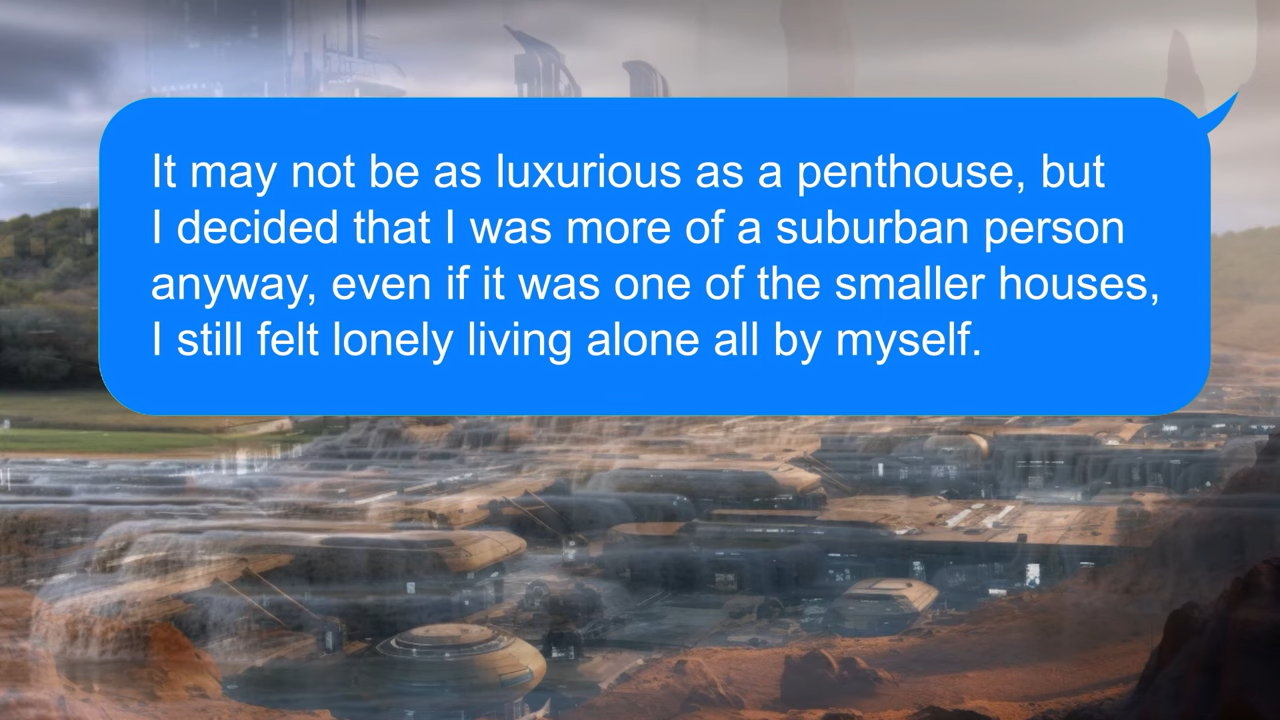 It may not be as luxurious as a penthouse, but
I decided that I was more of a suburban person
anyway, even if it was one of the smaller houses,
I still felt lonely living alone all by myself.